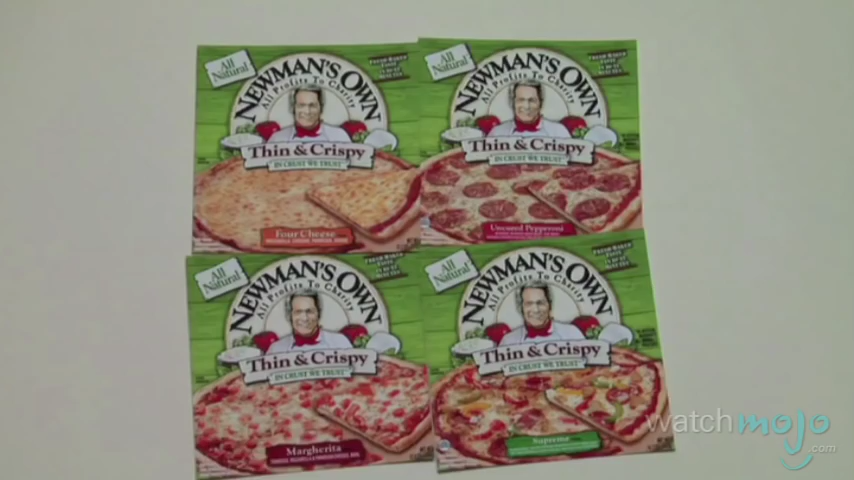 All Natural
NEWMAN'S OWN
All Profits To Charity
Thin & Crispy
IN CRUST WE TRUST
Four Cheese
All Natural
NEWMAN'S OWN
All Profits To Charity
Thin & Crispy
IN CRUST WE TRUST
Uncured Pepperoni
All Natural
NEWMAN'S OWN
All Profits To Charity
Thin & Crispy
IN CRUST WE TRUST
Margherita
All Natural
NEWMAN'S OWN
All Profits To Charity
Thin & Crispy
IN CRUST WE TRUST
Supreme
watchmojo.com